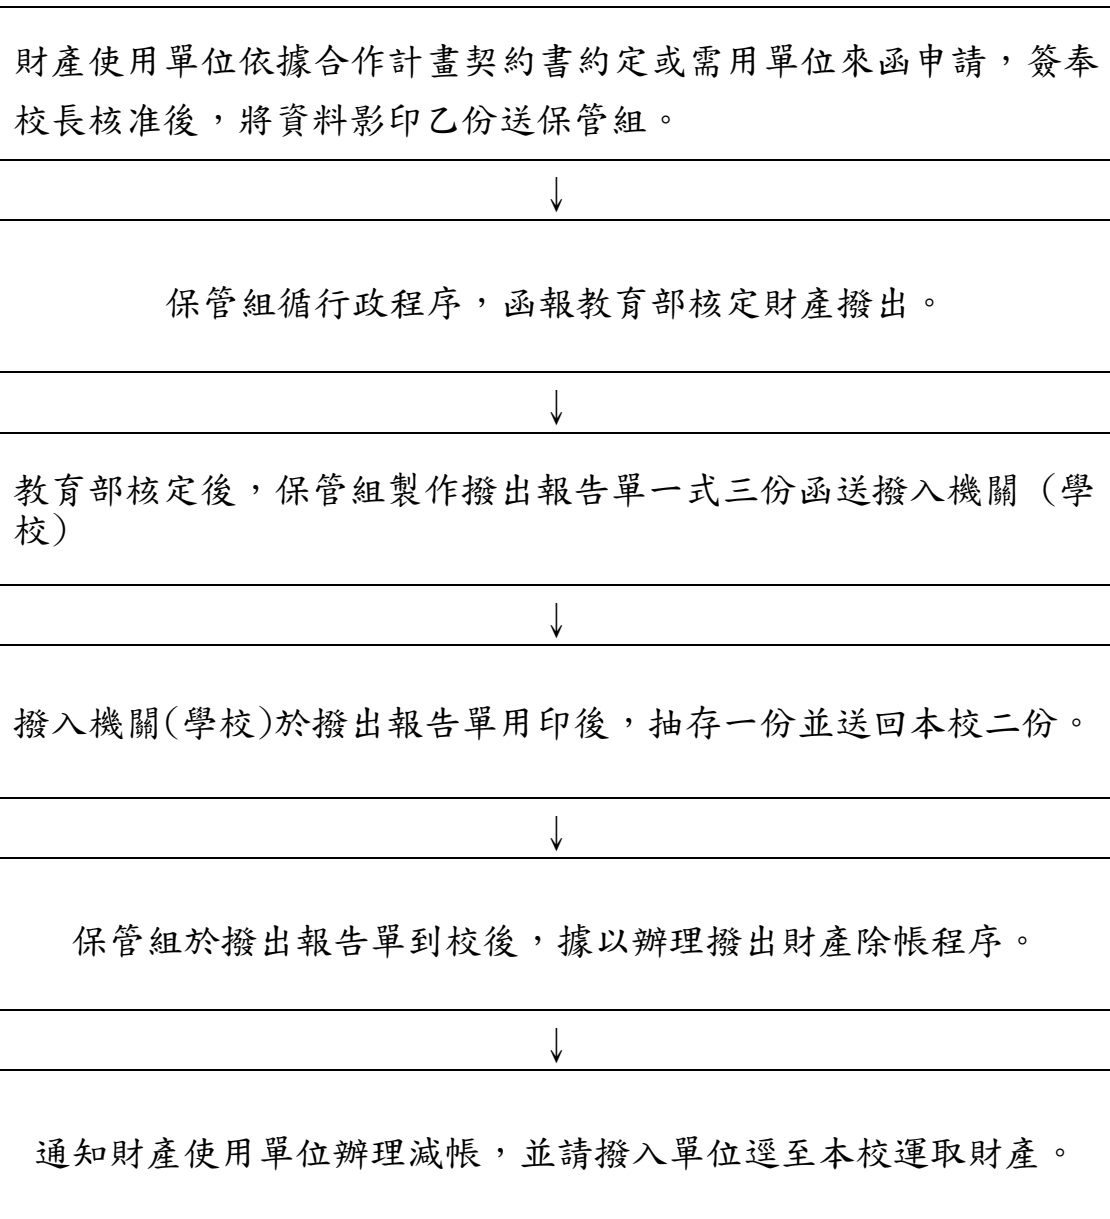 財產使用單位依據合作計畫契約書約定或需用單位來函申請，簽奉
校長核准後，將資料影印乙份送保管組。
↓
保管組循行政程序，函報教育部核定財產撥出。
↓
教育部核定後，保管組製作撥出報告單一式三份函送撥入機關（學
校）
↓
撥入機關(學校)於撥出報告單用印後，抽存一份並送回本校二份。
↓
保管組於撥出報告單到校後，據以辦理撥出財產除帳程序。
↓
通知財產使用單位辦理減帳，並請撥入單位逕至本校運取財產。